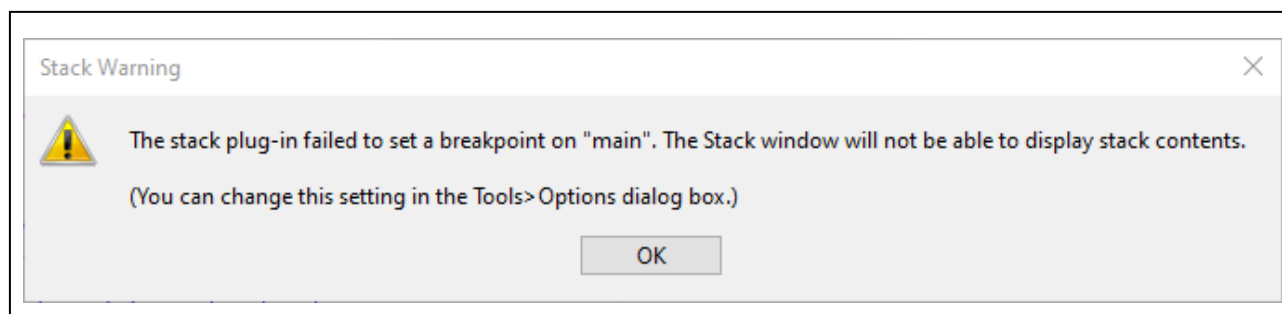 Stack Warning
The stack plug-in failed to set a breakpoint on "main". The Stack window will not be able to display stack contents.
(You can change this setting in the Tools>Options dialog box.)
OK